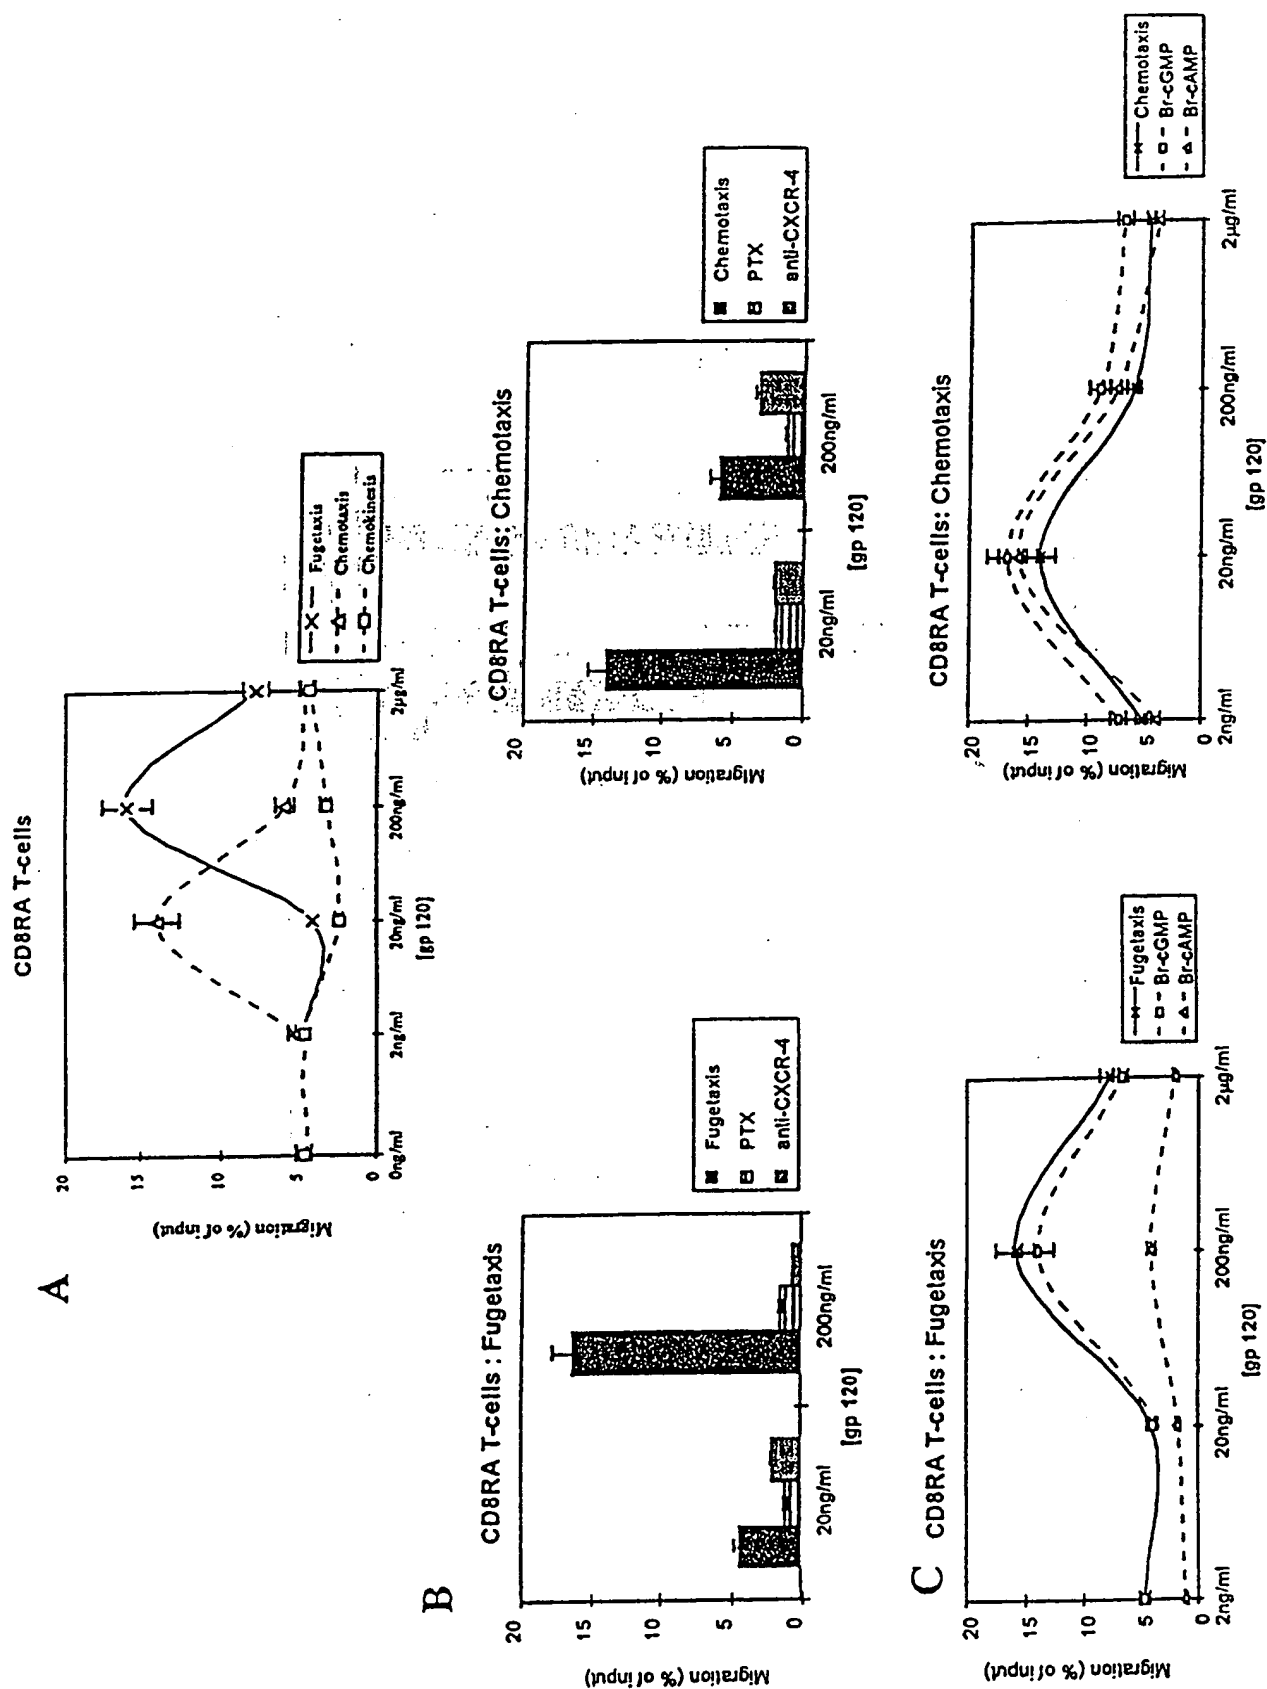 A
CD8RA T-cells
Migration (% of input)
20
15
10
5
0
0ng/ml
2ng/ml
20ng/ml
200ng/ml
2µg/ml
[gp 120]
Fugetaxis
Chemotaxis
Chemokinesis
B
CD8RA T-cells : Fugetaxis
Migration (% of input)
20
15
10
5
0
20ng/ml
200ng/ml
[gp 120]
Fugetaxis
PTX
anti-CXCR-4
CD8RA T-cells: Chemotaxis
Migration (% of input)
20
15
10
5
0
20ng/ml
200ng/ml
[gp 120]
Chemotaxis
PTX
anti-CXCR-4
C
CD8RA T-cells : Fugetaxis
Migration (% of input)
20
15
10
5
0
2ng/ml
20ng/ml
200ng/ml
2µg/ml
[gp 120]
Fugetaxis
Br-cGMP
Br-cAMP
CD8RA T-cells: Chemotaxis
Migration (% of input)
20
15
10
5
0
2ng/ml
20ng/ml
200ng/ml
2µg/ml
[gp 120]
Chemotaxis
Br-cGMP
Br-cAMP